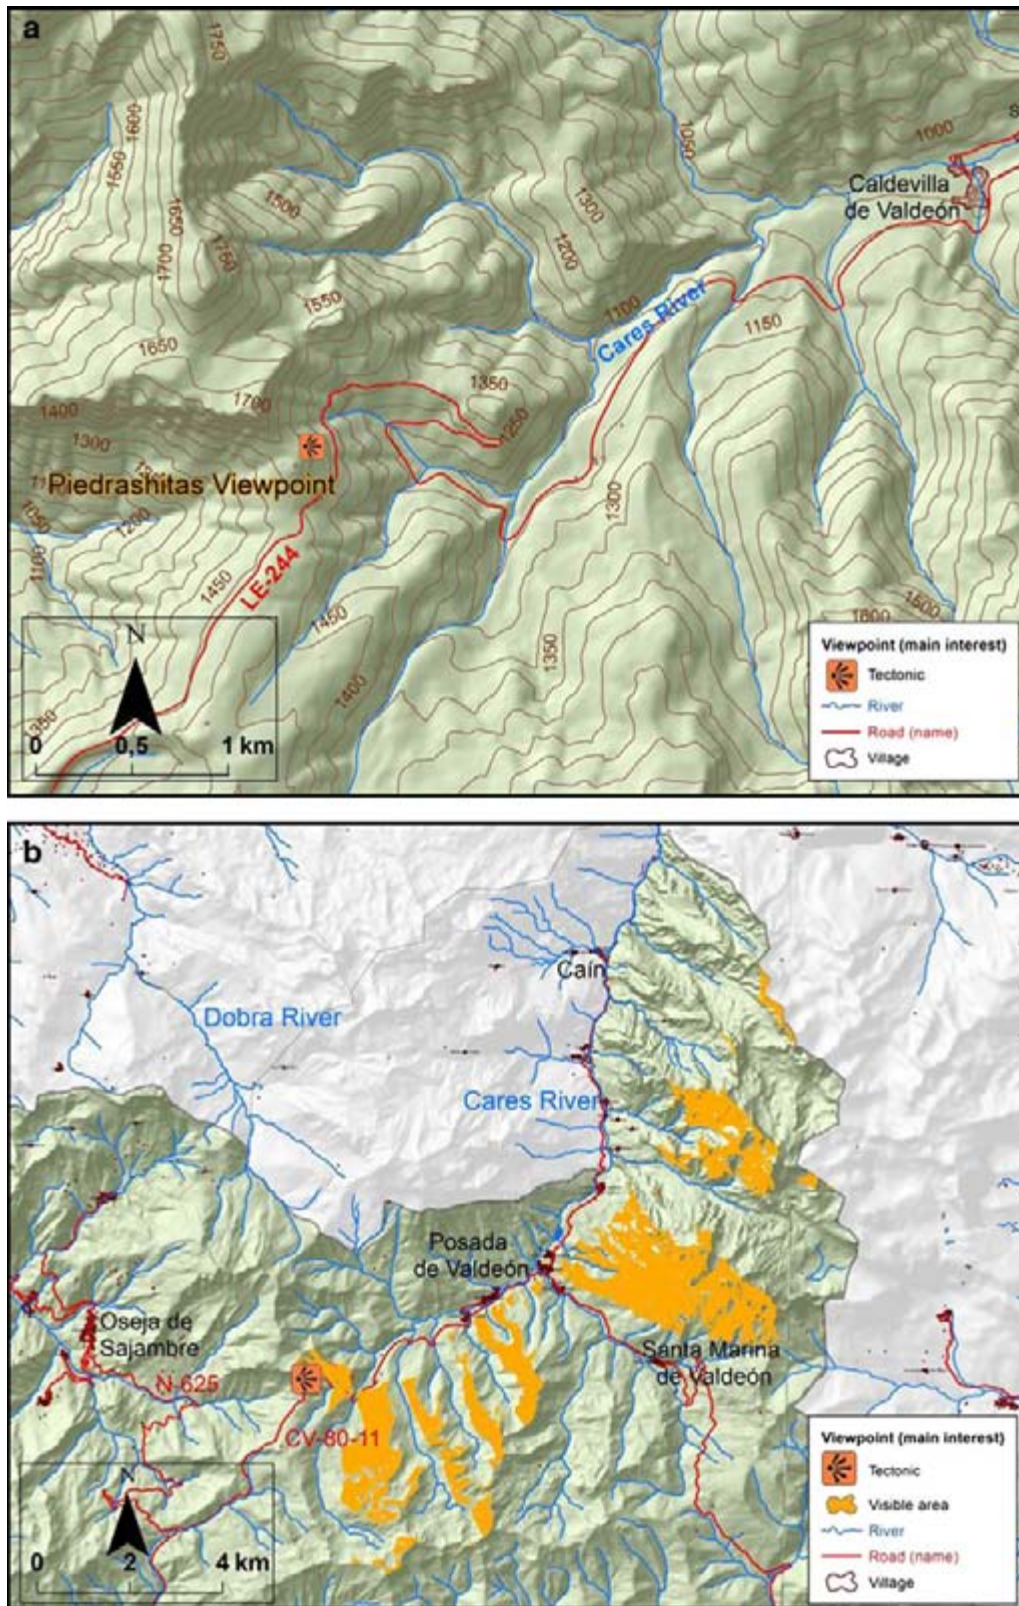 a
1750
1600
1550
1650
1700
1750
1500
1550
1650
1700
1300
1200
1100
1050
1000
Caldevilla
de Valdeón
Cares River
1150
1350
1250
1400
1300
Piedrashitas Viewpoint
1200
1050
1100
1450
LE-244
1450
1300
1350
1400
1500
1350
N
0 0,5 1 km
Viewpoint (main interest)
Tectonic
River
Road (name)
Village
b
Caín
Dobra River
Cares River
Posada
de Valdeón
Oseja de
Sajambre
Santa Marina
de Valdeón
N-625
CV-80-11
N
0 2 4 km
Viewpoint (main interest)
Tectonic
Visible area
River
Road (name)
Village